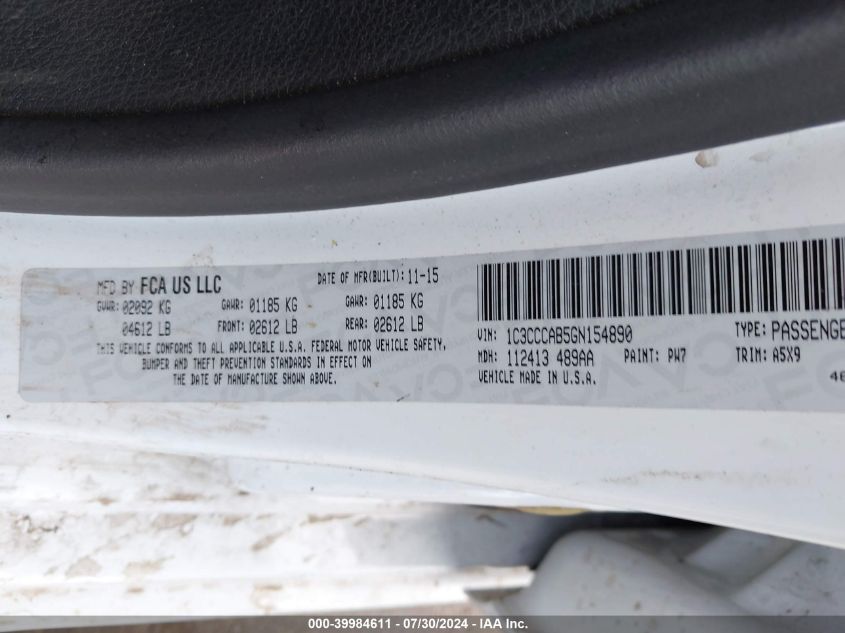 MFD BY FCA US LLC
DATE OF MFR(BUILT): 11-15
GVWR: 02092 KG GAWR: 01185 KG GAWR: 01185 KG
04612 LB FRONT: 02612 LB REAR: 02612 LB
THIS VEHICLE CONFORMS TO ALL APPLICABLE U.S.A. FEDERAL MOTOR VEHICLE SAFETY,
BUMPER AND THEFT PREVENTION STANDARDS IN EFFECT ON
THE DATE OF MANUFACTURE SHOWN ABOVE.
VIN: 1C3CCCAB5GN154890 TYPE: PASSENGE
MDH: 112413 489AA PAINT: PW7 TRIM: A5X9
VEHICLE MADE IN U.S.A.
000-39984611 - 07/30/2024 - IAA Inc.